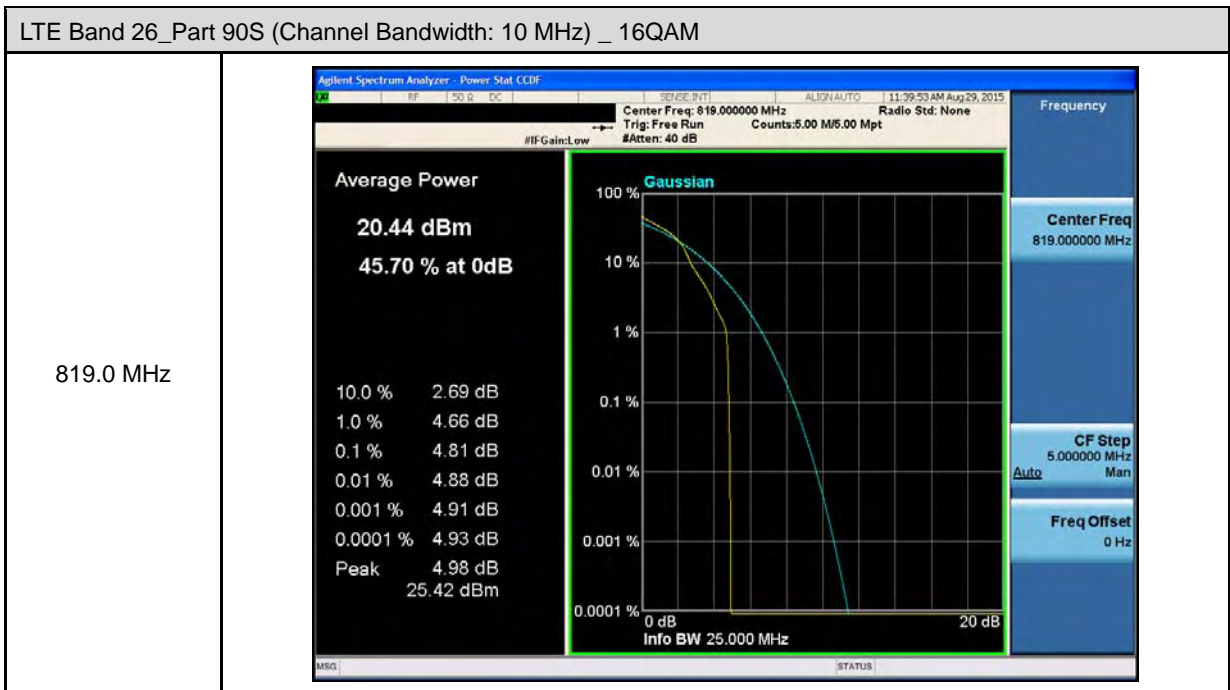 LTE Band 26_Part 90S (Channel Bandwidth: 10 MHz) _ 16QAM
819.0 MHz
Agilent Spectrum Analyzer - Power Stat CCDF
RF 50 Ω DC SENSE:INT ALIGN AUTO 11:39:53 AM Aug 29, 2015
Center Freq: 819.000000 MHz Radio Std: None
Trig: Free Run Counts:5.00 M/5.00 Mpt
#IFGain:Low #Atten: 40 dB
Average Power
20.44 dBm
45.70 % at 0dB
10.0 % 2.69 dB
1.0 % 4.66 dB
0.1 % 4.81 dB
0.01 % 4.88 dB
0.001 % 4.91 dB
0.0001 % 4.93 dB
Peak 4.98 dB
25.42 dBm
Gaussian
100 %
10 %
1 %
0.1 %
0.01 %
0.001 %
0.0001 %
0 dB 20 dB
Info BW 25.000 MHz
Frequency
Center Freq
819.000000 MHz
CF Step
5.000000 MHz
Auto Man
Freq Offset
0 Hz
MSG STATUS